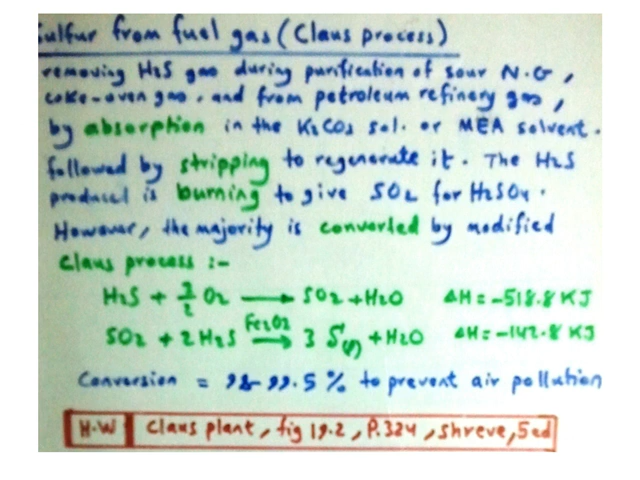 Sulfur from fuel gas (Claus process)
removing H2S gas during purification of sour N.G,
coke-oven gas, and from petroleum refinery gas,
by absorption in the K2CO3 sol. or MEA solvent.
followed by stripping to regenerate it. The H2S
produced is burning to give SO2 for H2SO4.
However, the majority is converted by modified
Claus process :-
H2S + 3/2 O2 → SO2 + H2O ΔH = -518.8 KJ
SO2 + 2H2S Fe2O2 → 3 S(l) + H2O ΔH = -142.8 KJ
Conversion = 98-99.5 % to prevent air pollution
H.W Claus plant, fig 19.2, P.324, shreve, 5ed